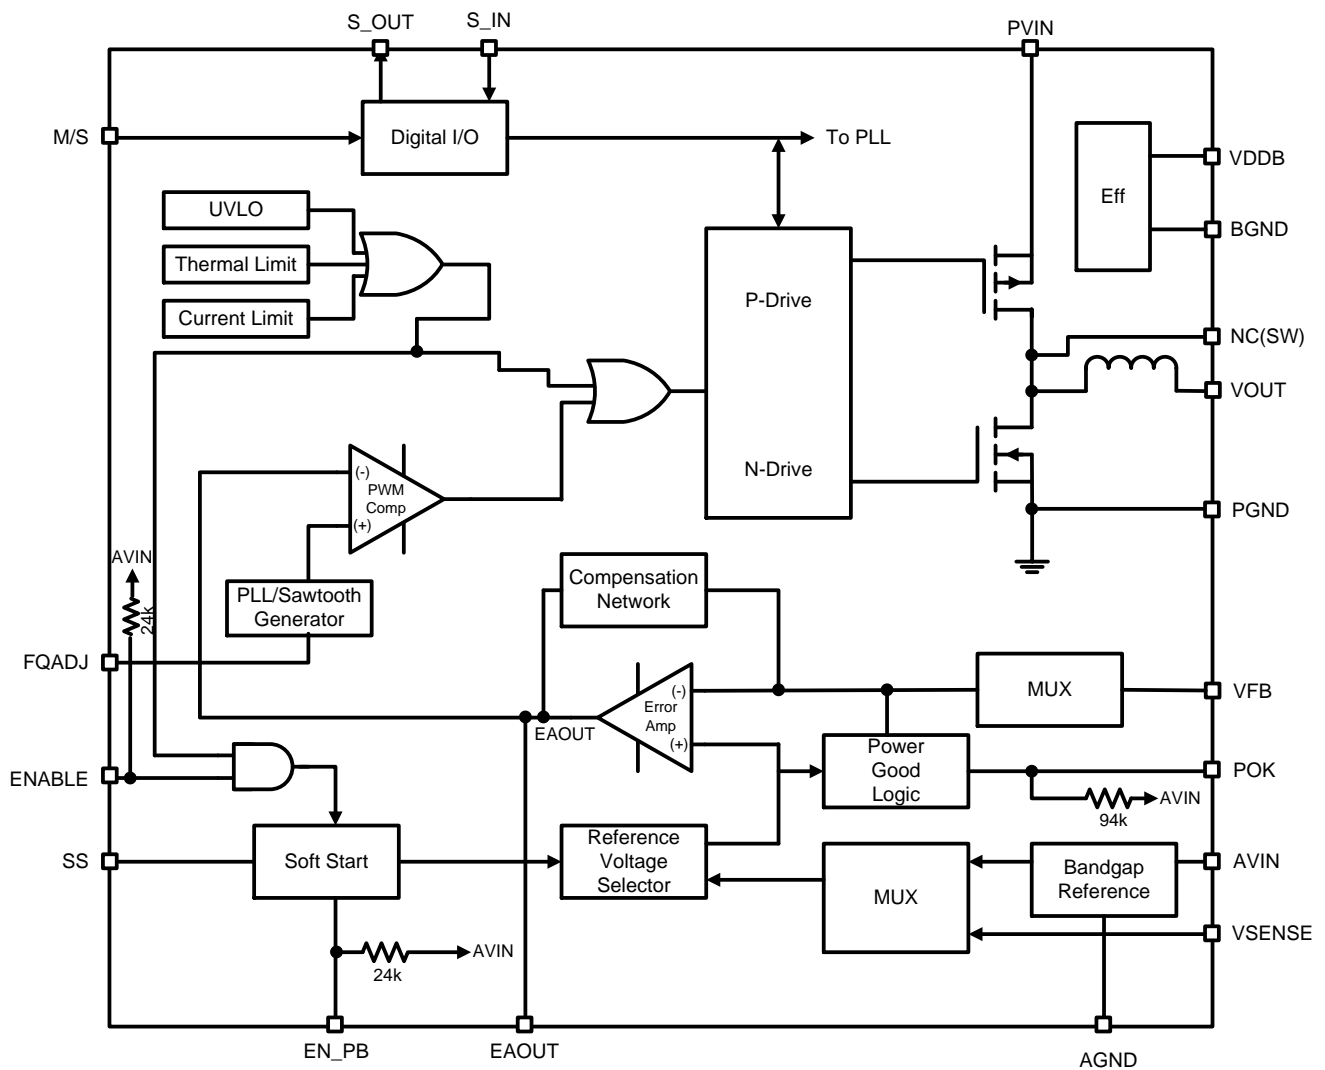 S_OUT
S_IN
PVIN
M/S
Digital I/O
To PLL
VDDB
Eff
UVLO
BGND
Thermal Limit
P-Drive
Current Limit
NC(SW)
VOUT
(-)
PWM
Comp
(+)
N-Drive
PGND
AVIN
24k
PLL/Sawtooth
Generator
Compensation
Network
FQADJ
(-)
Error
Amp
(+)
MUX
VFB
EAOUT
Power
Good
Logic
ENABLE
POK
AVIN
94k
SS
Soft Start
Reference
Voltage
Selector
MUX
Bandgap
Reference
AVIN
VSENSE
AVIN
24k
EN_PB
EAOUT
AGND